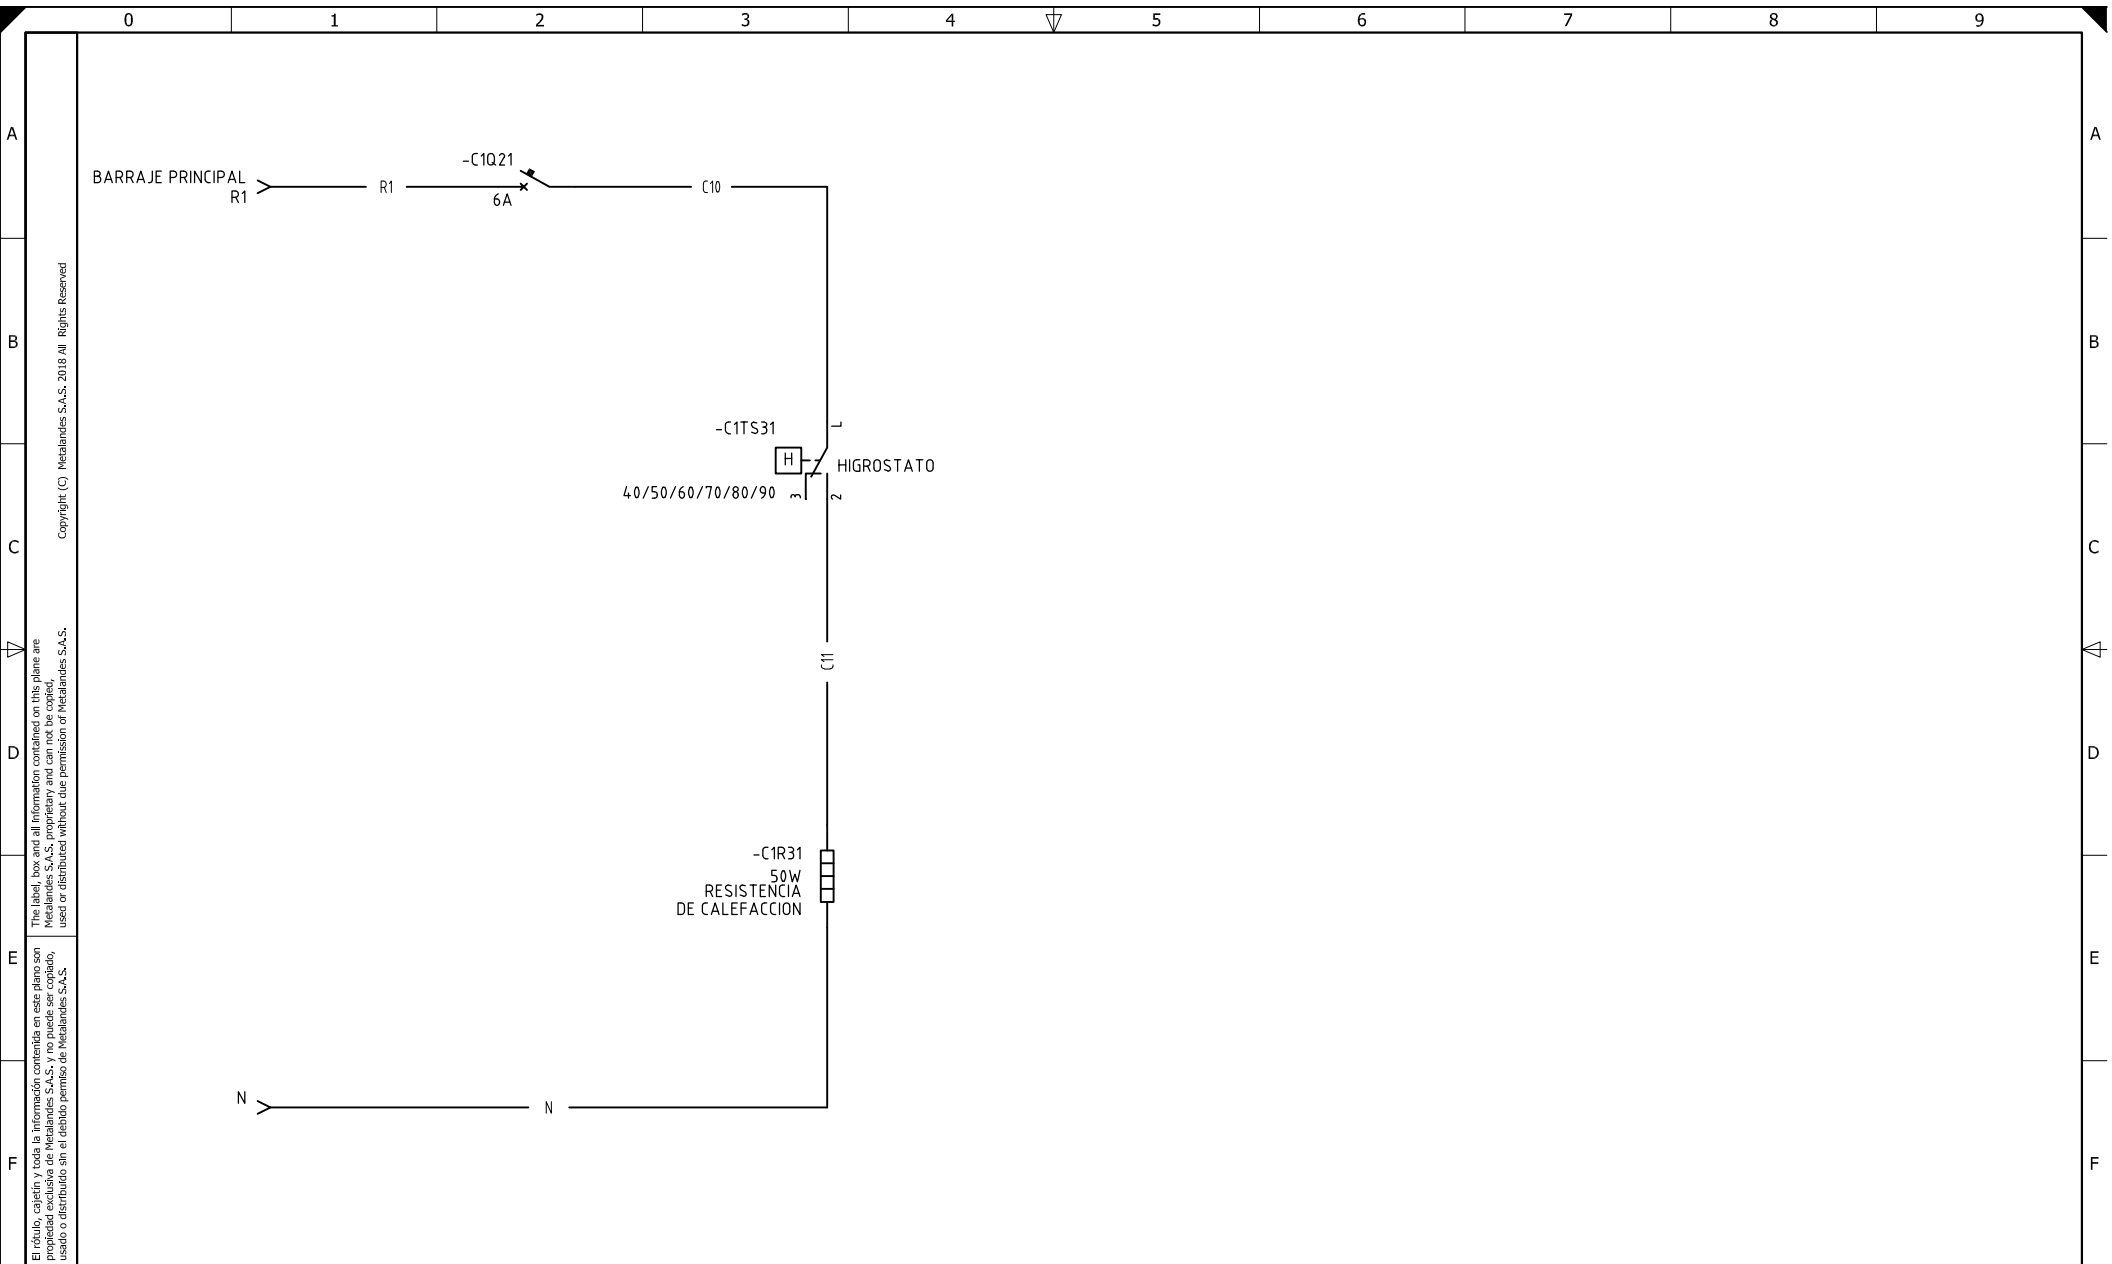 0 1 2 3 4 5 6 7 8 9
A A
-C1Q21
BARRAJE PRINCIPAL
R1
R1
C10
6A
B B
-C1TS31
L
H
HIGROSTATO
40/50/60/70/80/90
3
2
C C
C11
D D
-C1R31
50W
RESISTENCIA
DE CALEFACCION
E E
N
N
F F
Copyright (C) Metalandes S.A.S. 2018 All Rights Reserved
The label, box and all information contained on this plane are
Metalandes S.A.S. proprietary and can not be copied,
used or distributed without due permission of Metalandes S.A.S.
El rótulo, cajetín y toda la información contenida en este plano son
propiedad exclusiva de Metalandes S.A.S. y no puede ser copiado,
usado o distribuido sin el debido permiso de Metalandes S.A.S.